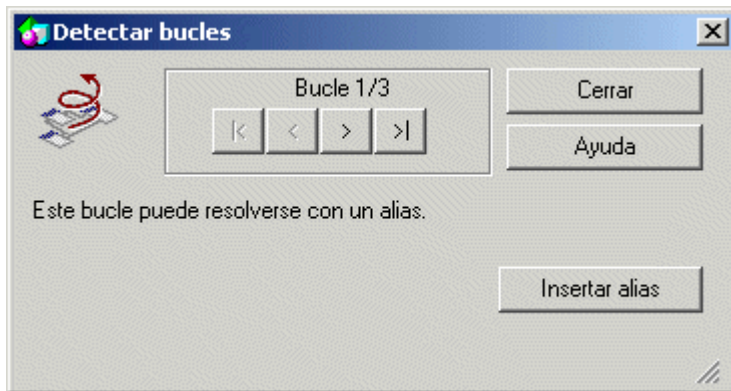 Detectar bucles
Bucle 1/3
|< < > >|
Cerrar
Ayuda
Este bucle puede resolverse con un alias.
Insertar alias